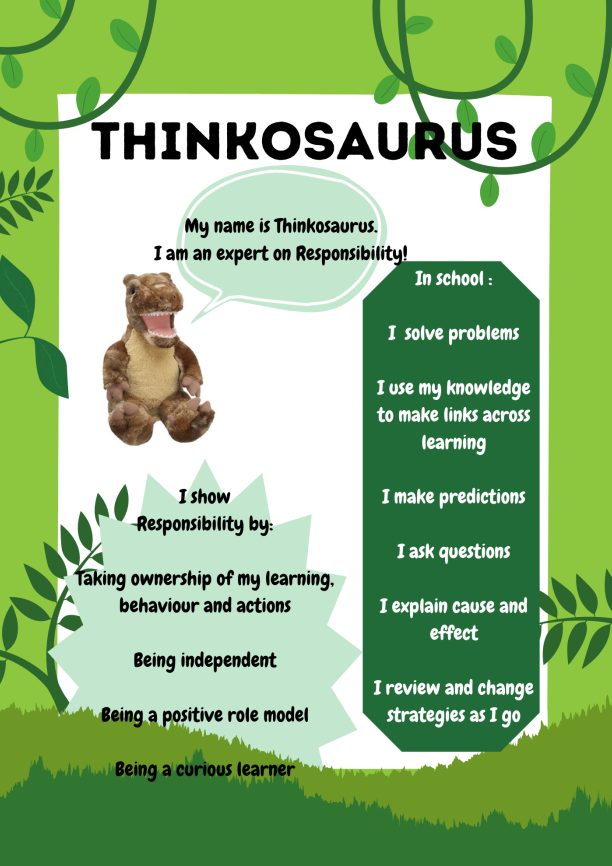 THINKOSAURUS
My name is Thinkosaurus.
I am an expert on Responsibility!
In school :
I solve problems
I use my knowledge
to make links across
learning
I make predictions
I ask questions
I explain cause and
effect
I review and change
strategies as I go
I show
Responsibility by:
Taking ownership of my learning,
behaviour and actions
Being independent
Being a positive role model
Being a curious learner